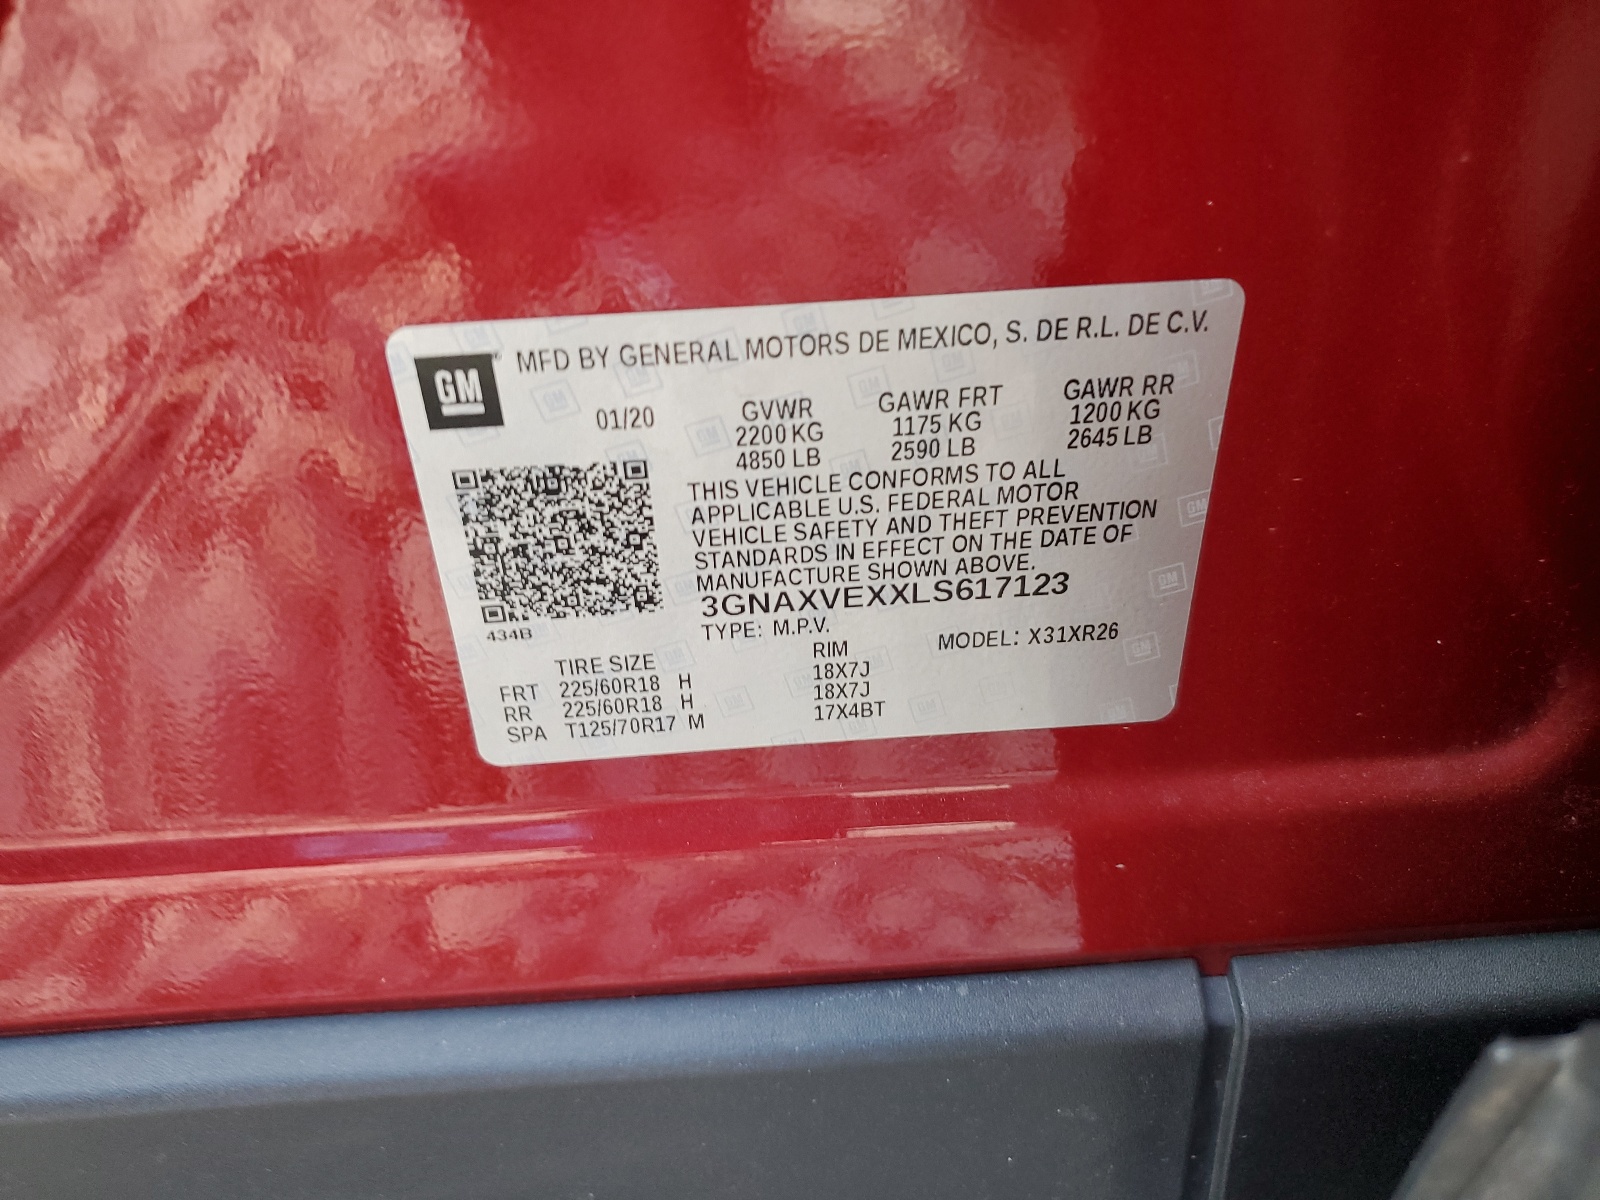 GM
MFD BY GENERAL MOTORS DE MEXICO, S. DE R.L. DE C.V.
01/20
GVWR GAWR FRT GAWR RR
2200 KG 1175 KG 1200 KG
4850 LB 2590 LB 2645 LB
THIS VEHICLE CONFORMS TO ALL
APPLICABLE U.S. FEDERAL MOTOR
VEHICLE SAFETY AND THEFT PREVENTION
STANDARDS IN EFFECT ON THE DATE OF
MANUFACTURE SHOWN ABOVE.
3GNAXVEXXLS617123
434B
TYPE: M.P.V. MODEL: X31XR26
TIRE SIZE RIM
FRT 225/60R18 H 18X7J
RR 225/60R18 H 18X7J
SPA T125/70R17 M 17X4BT